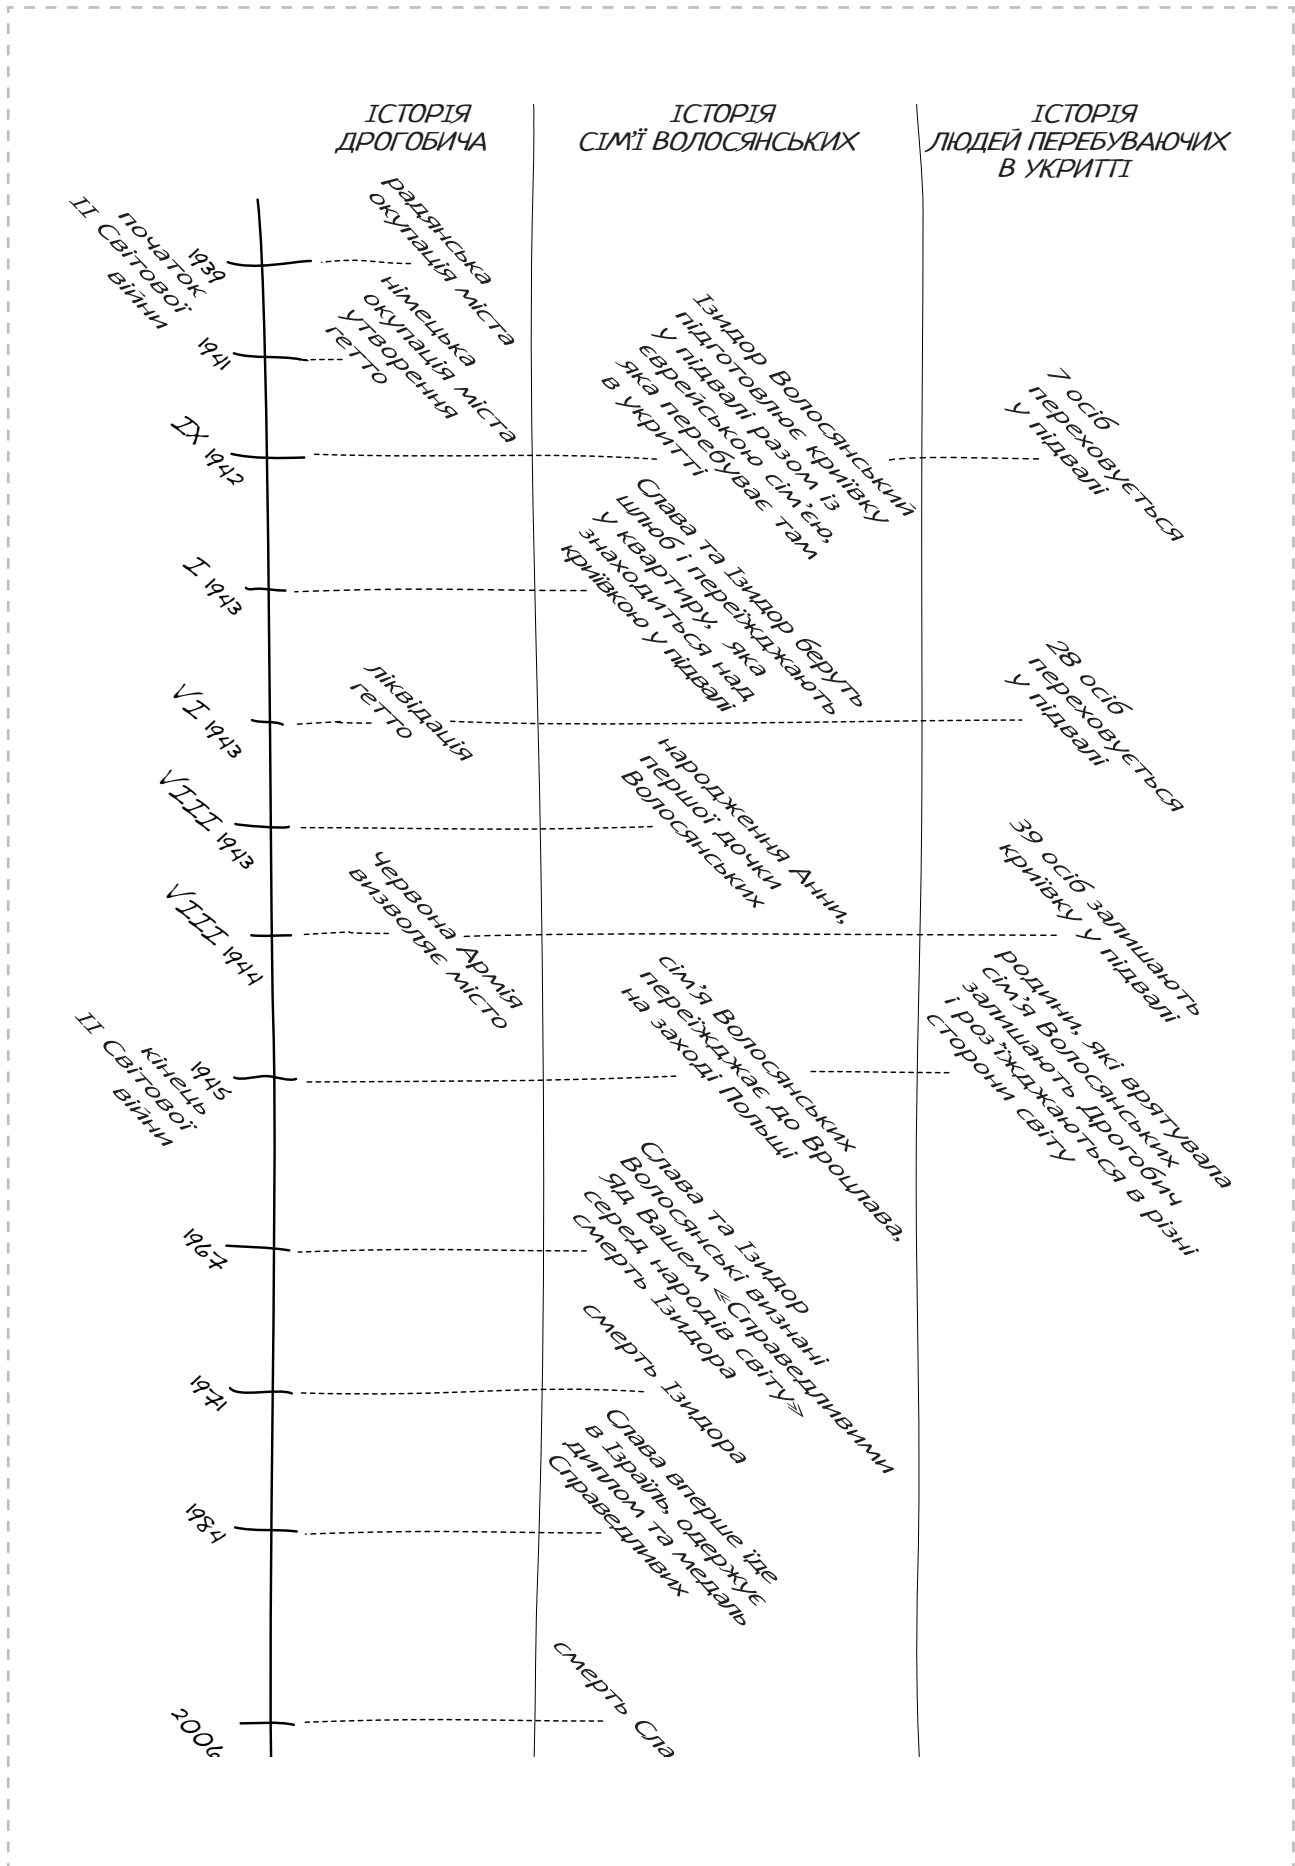 ІСТОРІЯ
ДРОГОБИЧА
ІСТОРІЯ
СІМ’Ї ВОЛОСЯНСЬКИХ
ІСТОРІЯ
ЛЮДЕЙ ПЕРЕБУВАЮЧИХ
В УКРИТТІ
1939
початок
ІІ Світової
війни
радянська
окупація міста
1941
німецька
окупація міста
утворення
гетто
IX 1942
Ізидор Волосянський
підготовлює криївку
у підвалі разом із
єврейською сім’єю,
яка перебуває там
в укритті
7 осіб
переховується
у підвалі
I 1943
Слава та Ізидор беруть
шлюб і переїжджають
у квартиру, яка
знаходиться над
криївкою у підвалі
VI 1943
ліквідація
гетто
28 осіб
переховується
у підвалі
VIII 1943
народження Анни,
першої дочки
Волосянських
VIII 1944
Червона Армія
визволяє місто
39 осіб залишають
криївку у підвалі
1945
кінець
ІІ Світової
війни
сім’я Волосянських
переїжджає до Вроцлава,
на заході Польщі
родини, які врятувала
сім’я Волосянських
залишають Дрогобич
і роз’їжджаються в різні
сторони світу
1967
Слава та Ізидор
Волосянські визнані
Яд Вашем «Справедливими
серед народів світу»
смерть Ізидора
1971
смерть Ізидора
1984
Слава вперше їде
в Ізраїль, одержує
диплом та медаль
Справедливих
2006
смерть Сла